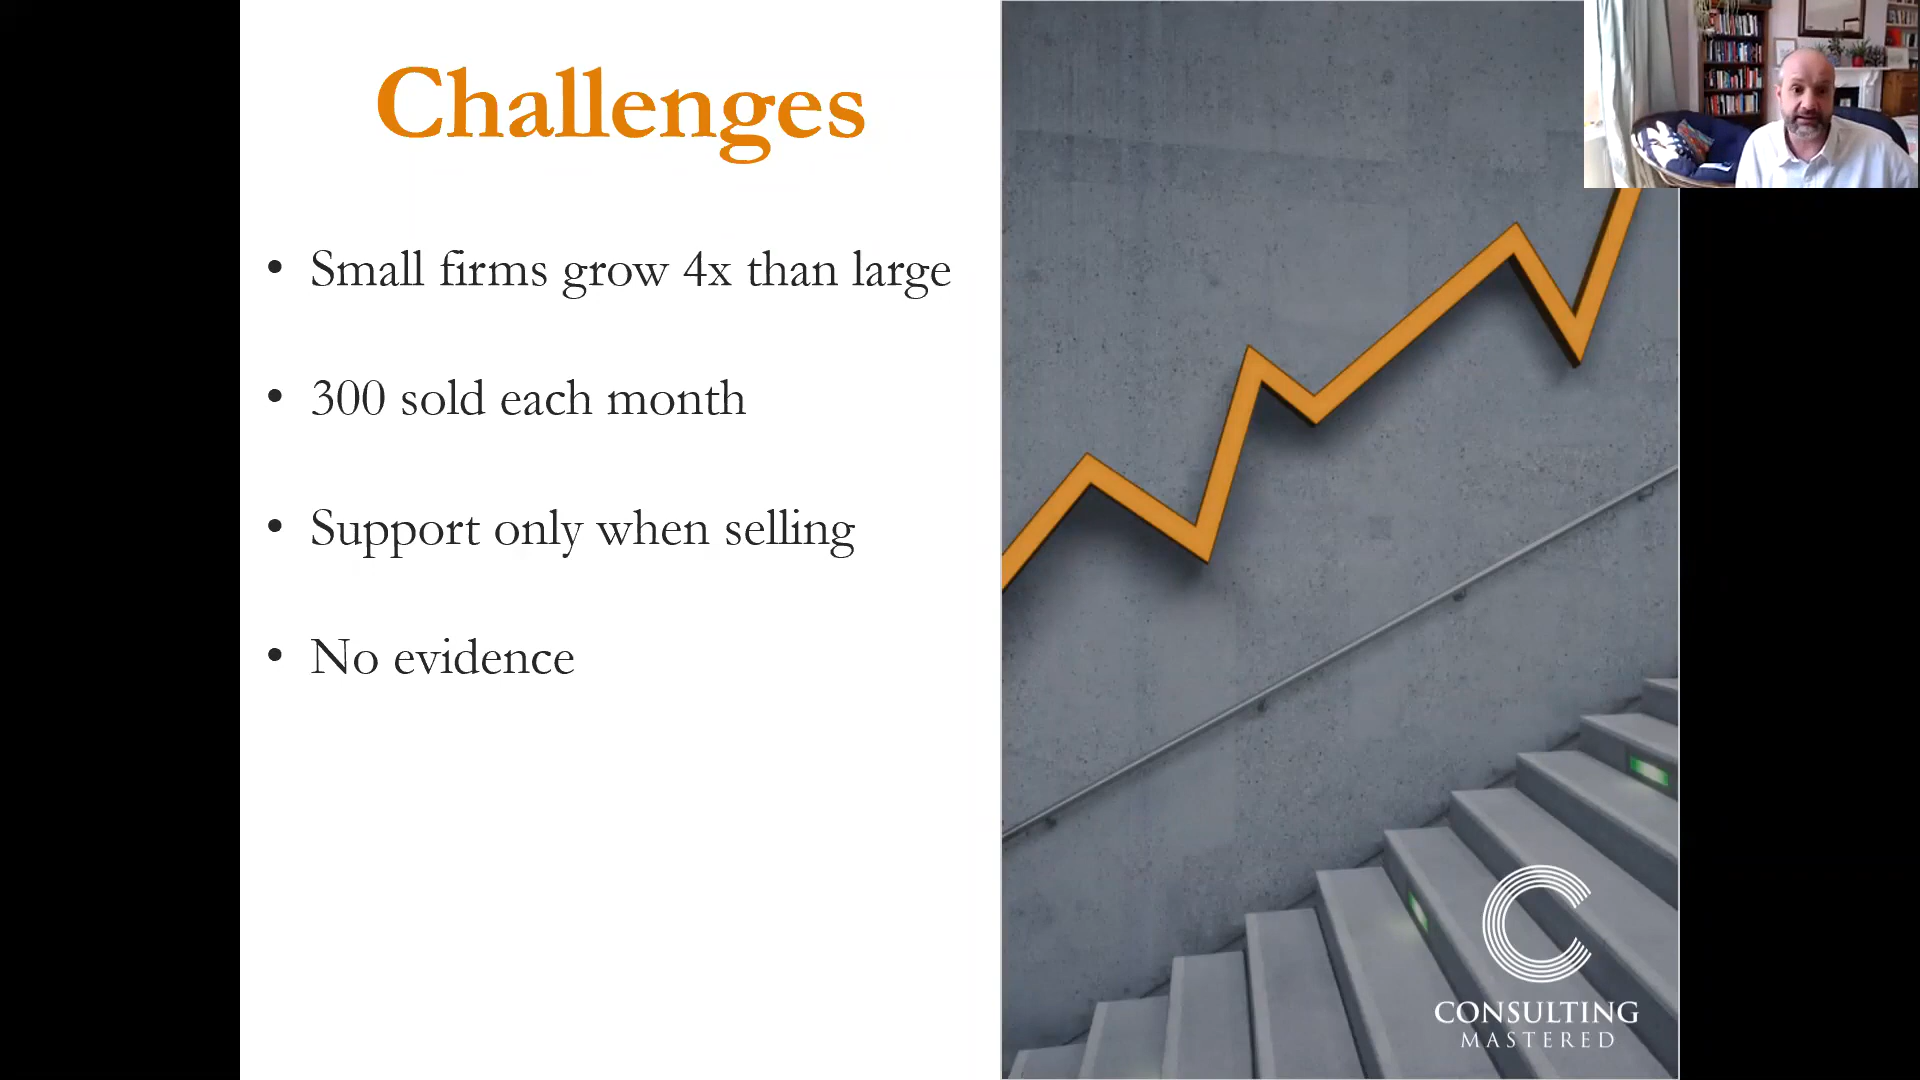 Challenges
• Small firms grow 4x than large
• 300 sold each month
• Support only when selling
• No evidence
CONSULTING
MASTERED